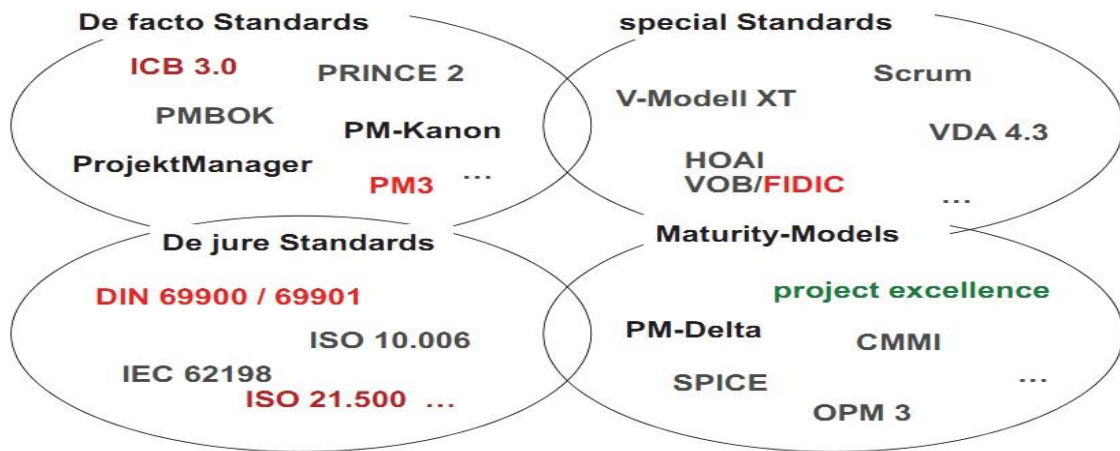 De facto Standards
ICB 3.0
PRINCE 2
PMBOK
PM-Kanon
ProjektManager
PM3 ...
special Standards
Scrum
V-Modell XT
VDA 4.3
HOAI
VOB/FIDIC
...
De jure Standards
DIN 69900 / 69901
ISO 10.006
IEC 62198
ISO 21.500 ...
Maturity-Models
project excellence
PM-Delta
CMMI
SPICE
...
OPM 3